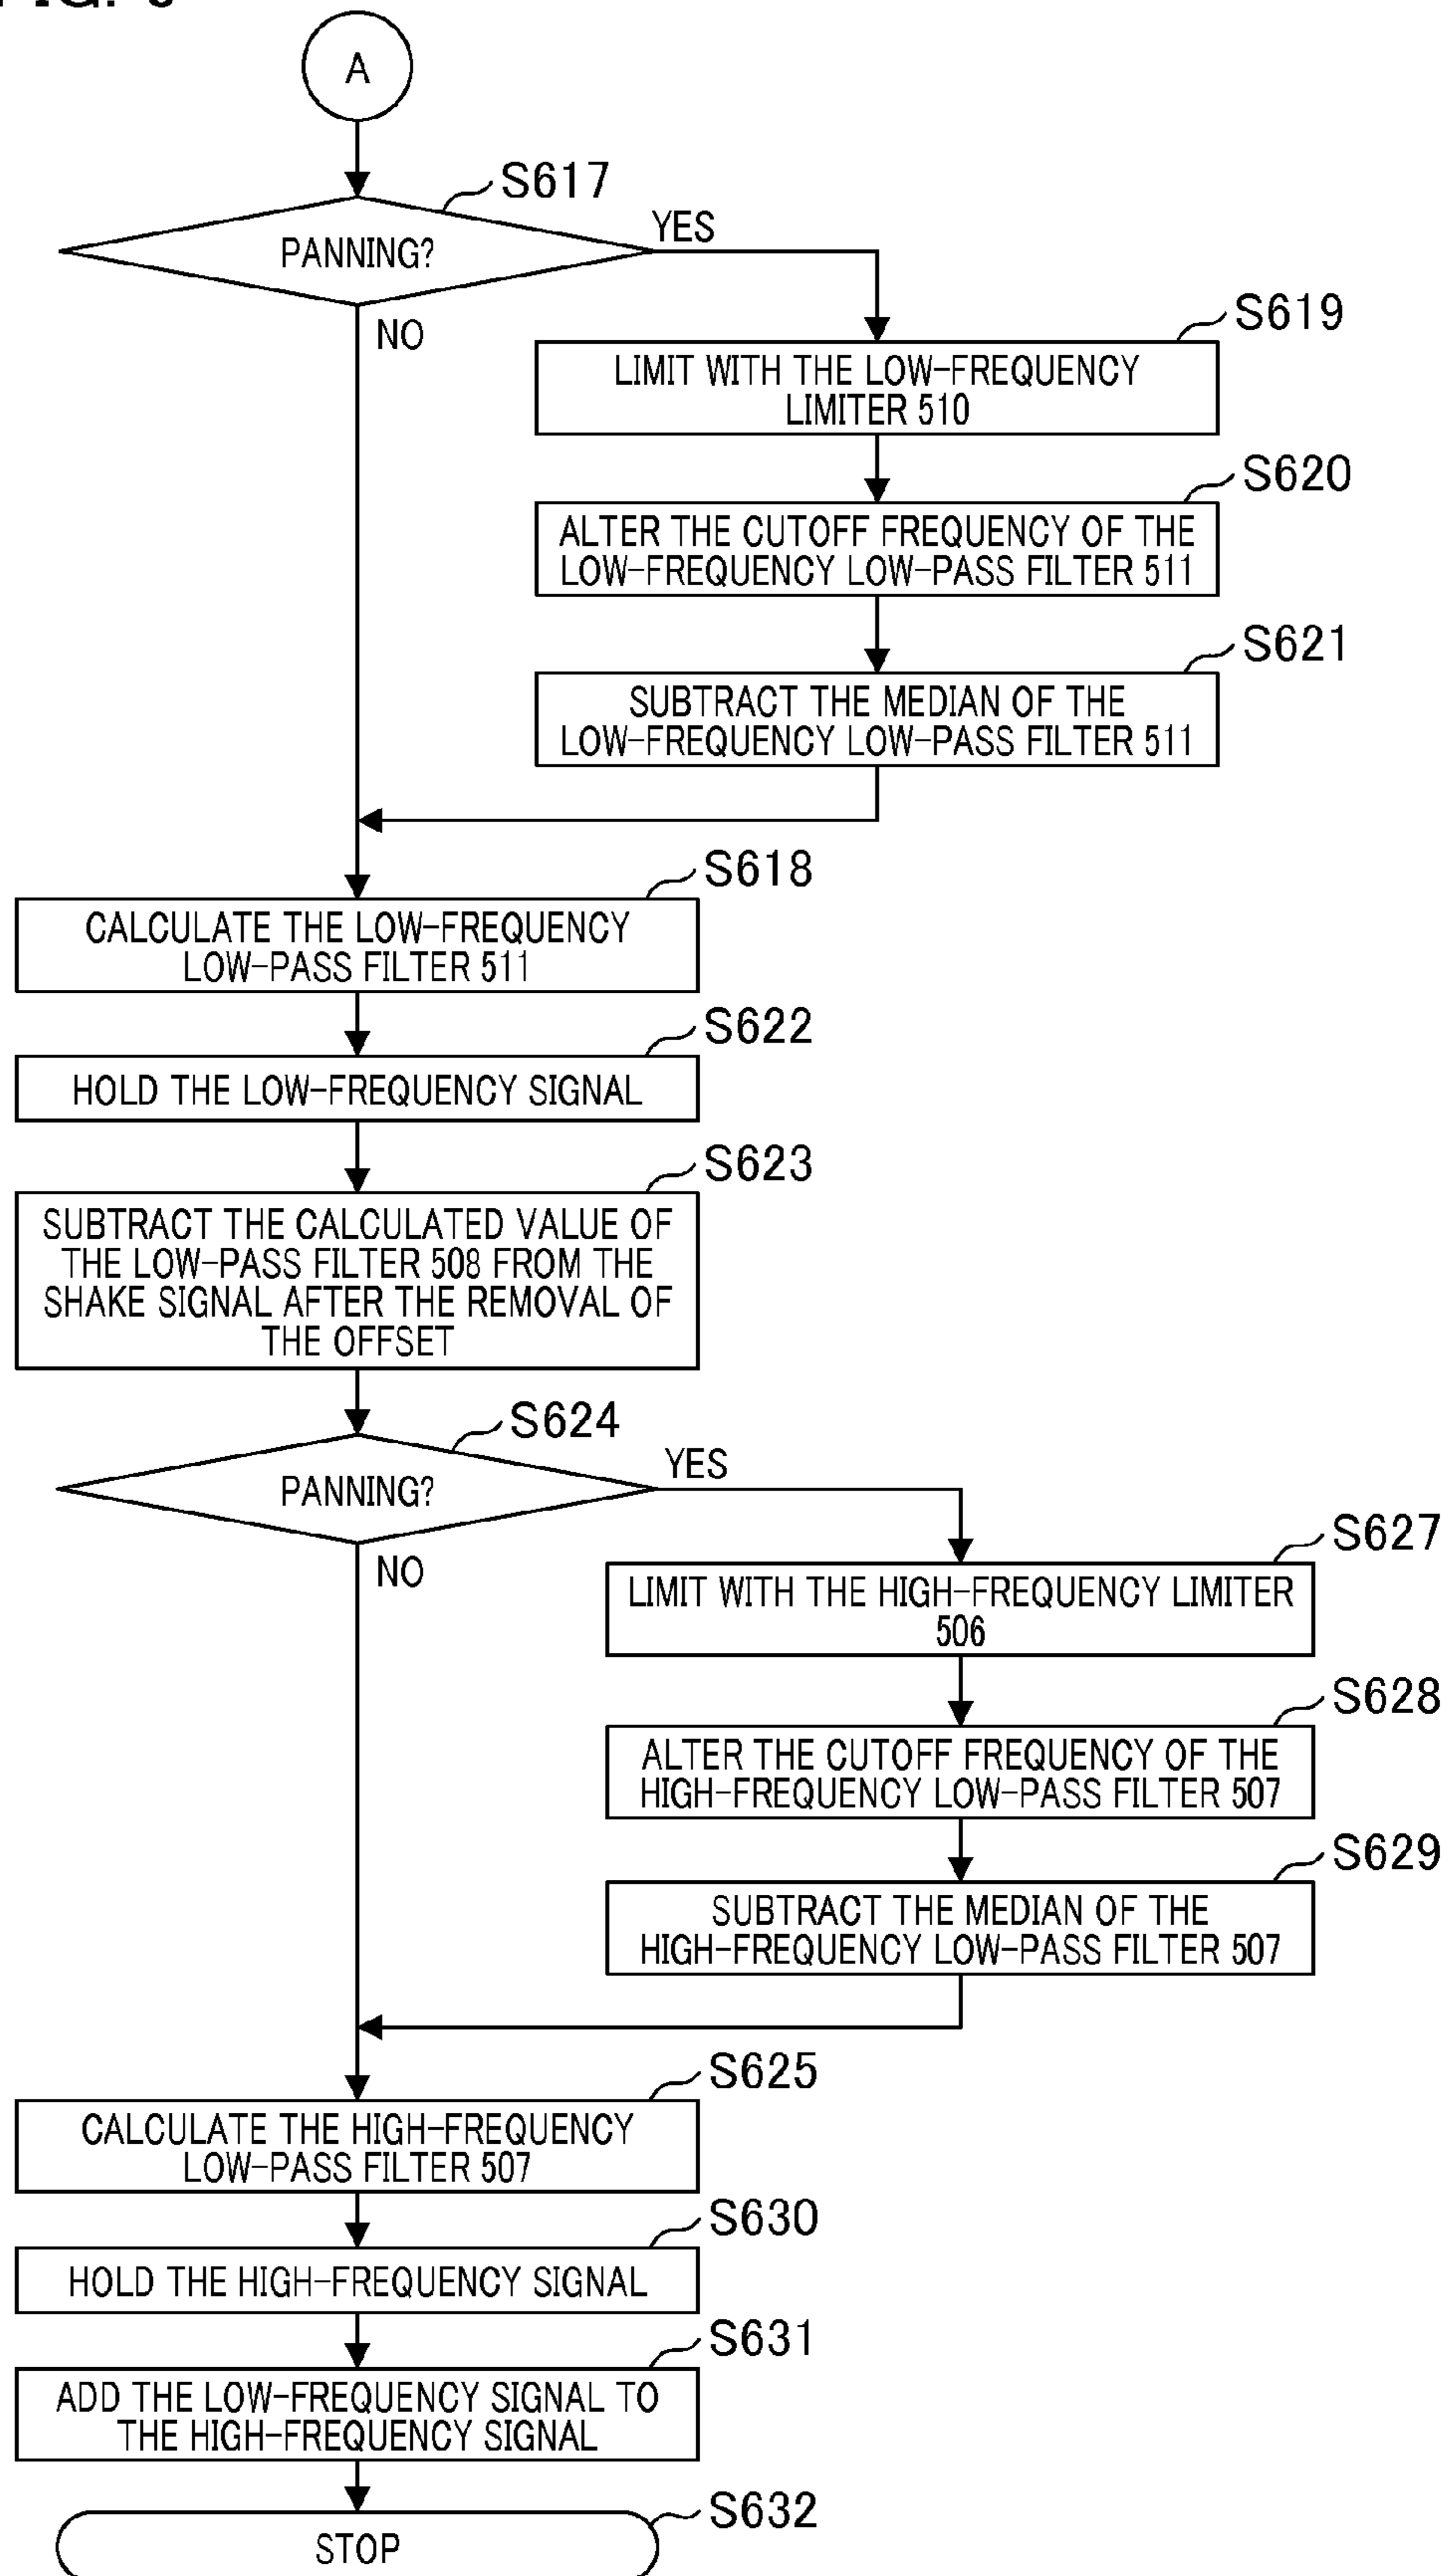 FIG.
A
S617
PANNING?
YES
NO
S619
LIMIT WITH THE LOW-FREQUENCY
LIMITER 510
S620
ALTER THE CUTOFF FREQUENCY OF THE
LOW-FREQUENCY LOW-PASS FILTER 511
S621
SUBTRACT THE MEDIAN OF THE
LOW-FREQUENCY LOW-PASS FILTER 511
S618
CALCULATE THE LOW-FREQUENCY
LOW-PASS FILTER 511
S622
HOLD THE LOW-FREQUENCY SIGNAL
S623
SUBTRACT THE CALCULATED VALUE OF
THE LOW-PASS FILTER 508 FROM THE
SHAKE SIGNAL AFTER THE REMOVAL OF
THE OFFSET
S624
PANNING?
YES
NO
S627
LIMIT WITH THE HIGH-FREQUENCY LIMITER
506
S628
ALTER THE CUTOFF FREQUENCY OF THE
HIGH-FREQUENCY LOW-PASS FILTER 507
S629
SUBTRACT THE MEDIAN OF THE
HIGH-FREQUENCY LOW-PASS FILTER 507
S625
CALCULATE THE HIGH-FREQUENCY
LOW-PASS FILTER 507
S630
HOLD THE HIGH-FREQUENCY SIGNAL
S631
ADD THE LOW-FREQUENCY SIGNAL TO
THE HIGH-FREQUENCY SIGNAL
S632
STOP